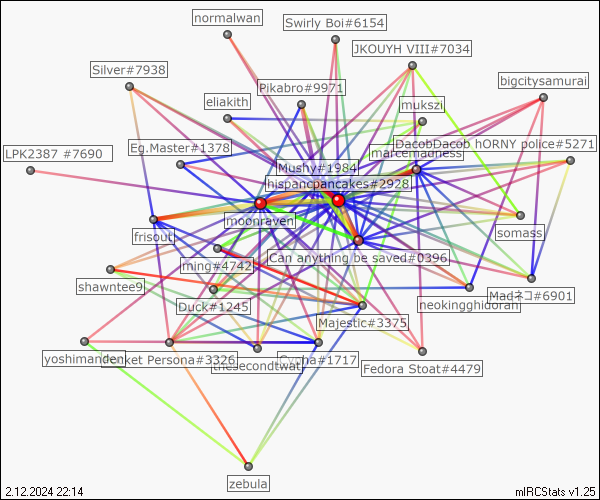 normalwan
Swirly Boi#6154
JKOUYH VIII#7034
Silver#7938
bigcitysamurai
Pikabro#9971
eliakith
mukszi
DacobDacob hORNY police#5271
Eg.Master#1378
marcemadness
LPK2387 #7690
Mushy#1984
hispancpancakes#2928
moonraven
somass
frisout
Can anything be saved#0396
ming#4742
shawntee9
Madネコ#6901
Duck#1245
neokingghidorah
Majestic#3375
yoshimanden
Pocket Persona#3326
thesecondtwat
Cypha#1717
Fedora Stoat#4479
zebula
2.12.2024 22:14
mIRCStats v1.25